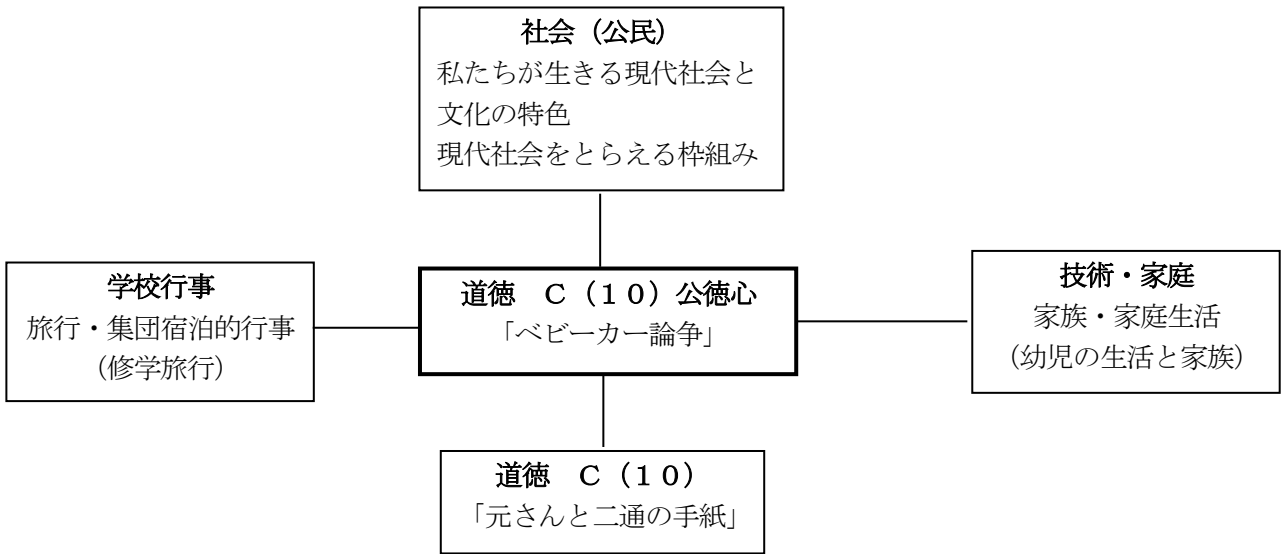 社会（公民）
私たちが生きる現代社会と
文化の特色
現代社会をとらえる枠組み
学校行事
旅行・集団宿泊的行事
（修学旅行）
道徳　Ｃ（１０）公徳心
「ベビーカー論争」
技術・家庭
家族・家庭生活
（幼児の生活と家族）
道徳　Ｃ（１０）
「元さんと二通の手紙」